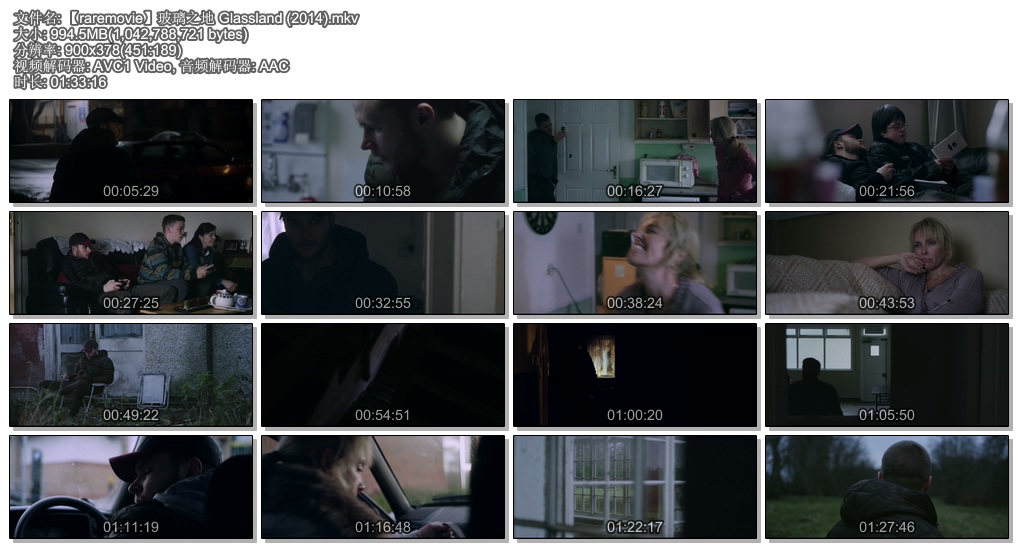 文件名: 【raremovie】玻璃之地 Glassland (2014).mkv
大小: 994.5MB(1,042,788,721 bytes)
分辨率: 900x378(451:189)
视频解码器: AVC1 Video, 音频解码器: AAC
时长: 01:33:16
00:05:29 00:10:58 00:16:27 00:21:56
00:27:25 00:32:55 00:38:24 00:43:53
00:49:22 00:54:51 01:00:20 01:05:50
01:11:19 01:16:48 01:22:17 01:27:46